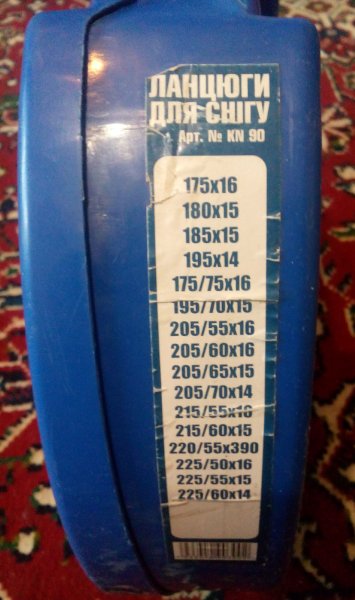 ЛАНЦЮГИ
ДЛЯ СНІГУ
Арт. № KN 90
175x16
180x15
185x15
195x14
175/75x16
195/70x15
205/55x16
205/60x16
205/65x15
205/70x14
215/55x16
215/60x15
220/55x390
225/50x16
225/55x15
225/60x14